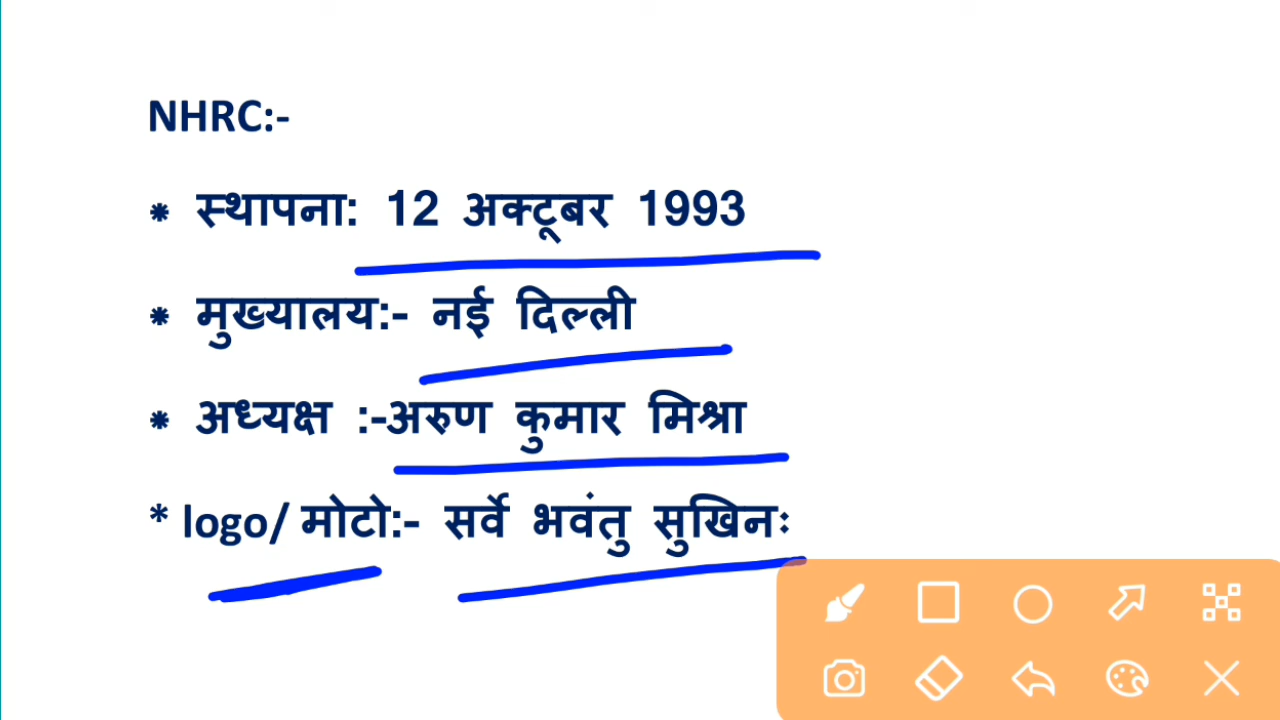 NHRC:-
* स्थापना: 12 अक्टूबर 1993
* मुख्यालय:- नई दिल्ली
* अध्यक्ष :-अरुण कुमार मिश्रा
* logo/ मोटो:- सर्वे भवंतु सुखिनः